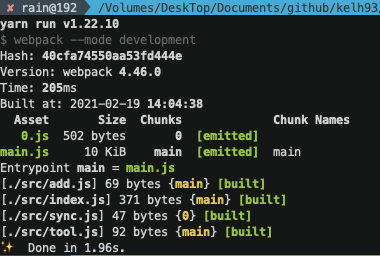 ✘ rain@192 /Volumes/DeskTop/Documents/github/kelh93/
yarn run v1.22.10
$ webpack --mode development
Hash: 40cfa74550aa53fd444e
Version: webpack 4.46.0
Time: 205ms
Built at: 2021-02-19 14:04:38
Asset Size Chunks Chunk Names
0.js 502 bytes 0 [emitted]
main.js 10 KiB main [emitted] main
Entrypoint main = main.js
[./src/add.js] 69 bytes {main} [built]
[./src/index.js] 371 bytes {main} [built]
[./src/sync.js] 47 bytes {0} [built]
[./src/tool.js] 92 bytes {main} [built]
✨ Done in 1.96s.